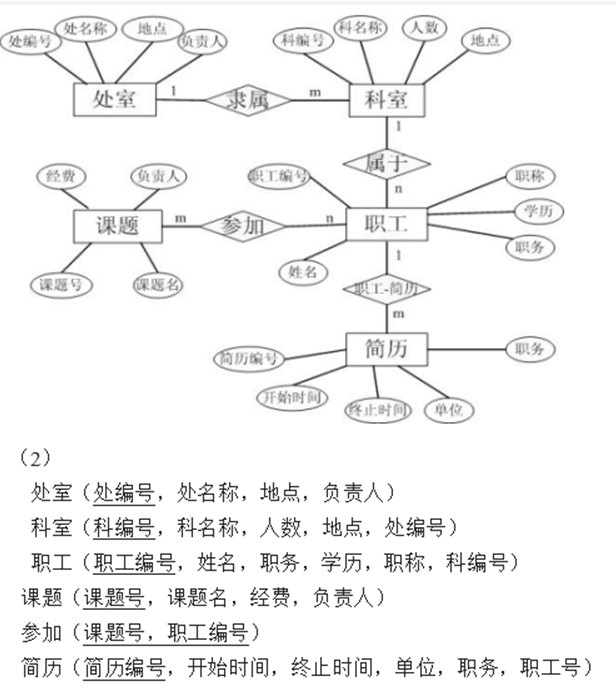 处编号 处名称 地点 负责人 科编号 科名称 人数 地点
处室 1 隶属 m 科室
1
属于
n
经费 负责人 职工编号 职称
课题 m 参加 n 职工 学历
职务
课题号 课题名 姓名
1
职工-简历
m
简历编号 简历 职务
开始时间 终止时间 单位
（2）
处室（处编号，处名称，地点，负责人）
科室（科编号，科名称，人数，地点，处编号）
职工（职工编号，姓名，职务，学历，职称，科编号）
课题（课题号，课题名，经费，负责人）
参加（课题号，职工编号）
简历（简历编号，开始时间，终止时间，单位，职务，职工号）